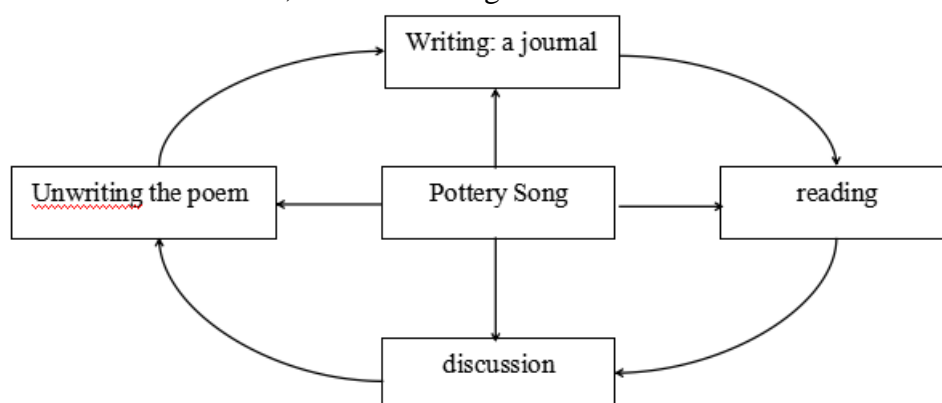 Writing: a journal
Unwriting the poem
Pottery Song
reading
discussion